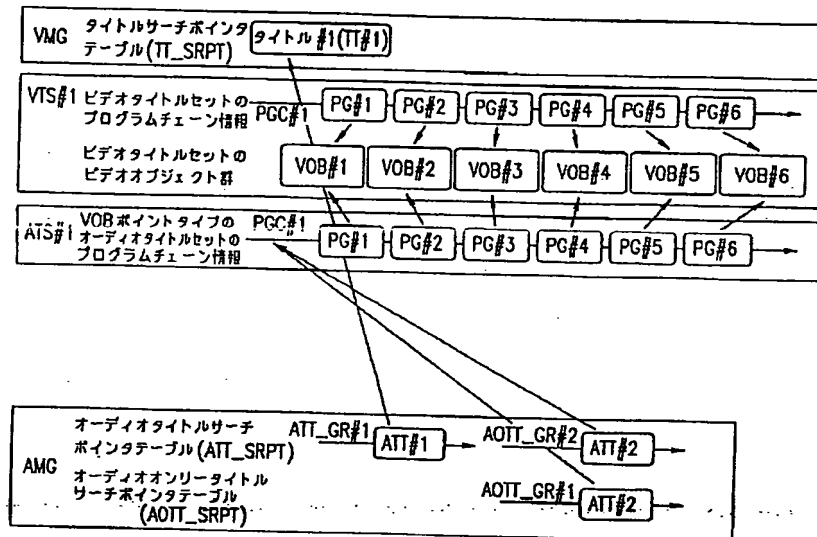 VMG
タイトルサーチポインタ
テーブル(TT_SRPT)
タイトル #1(TT#1)
VTS#1
ビデオタイトルセットの
プログラムチェーン情報
PGC#1
PG#1
PG#2
PG#3
PG#4
PG#5
PG#6
ビデオタイトルセットの
ビデオオブジェクト群
VOB#1
VOB#2
VOB#3
VOB#4
VOB#5
VOB#6
ATS#1
VOBポイントタイプの
オーディオタイトルセットの
プログラムチェーン情報
PGC#1
PG#1
PG#2
PG#3
PG#4
PG#5
PG#6
AMG
オーディオタイトルサーチ
ポインタテーブル(ATT_SRPT)
ATT_GR#1
ATT#1
AOTT_GR#2
ATT#2
オーディオオンリータイトル
サーチポインタテーブル
(AOTT_SRPT)
AOTT_GR#1
ATT#2